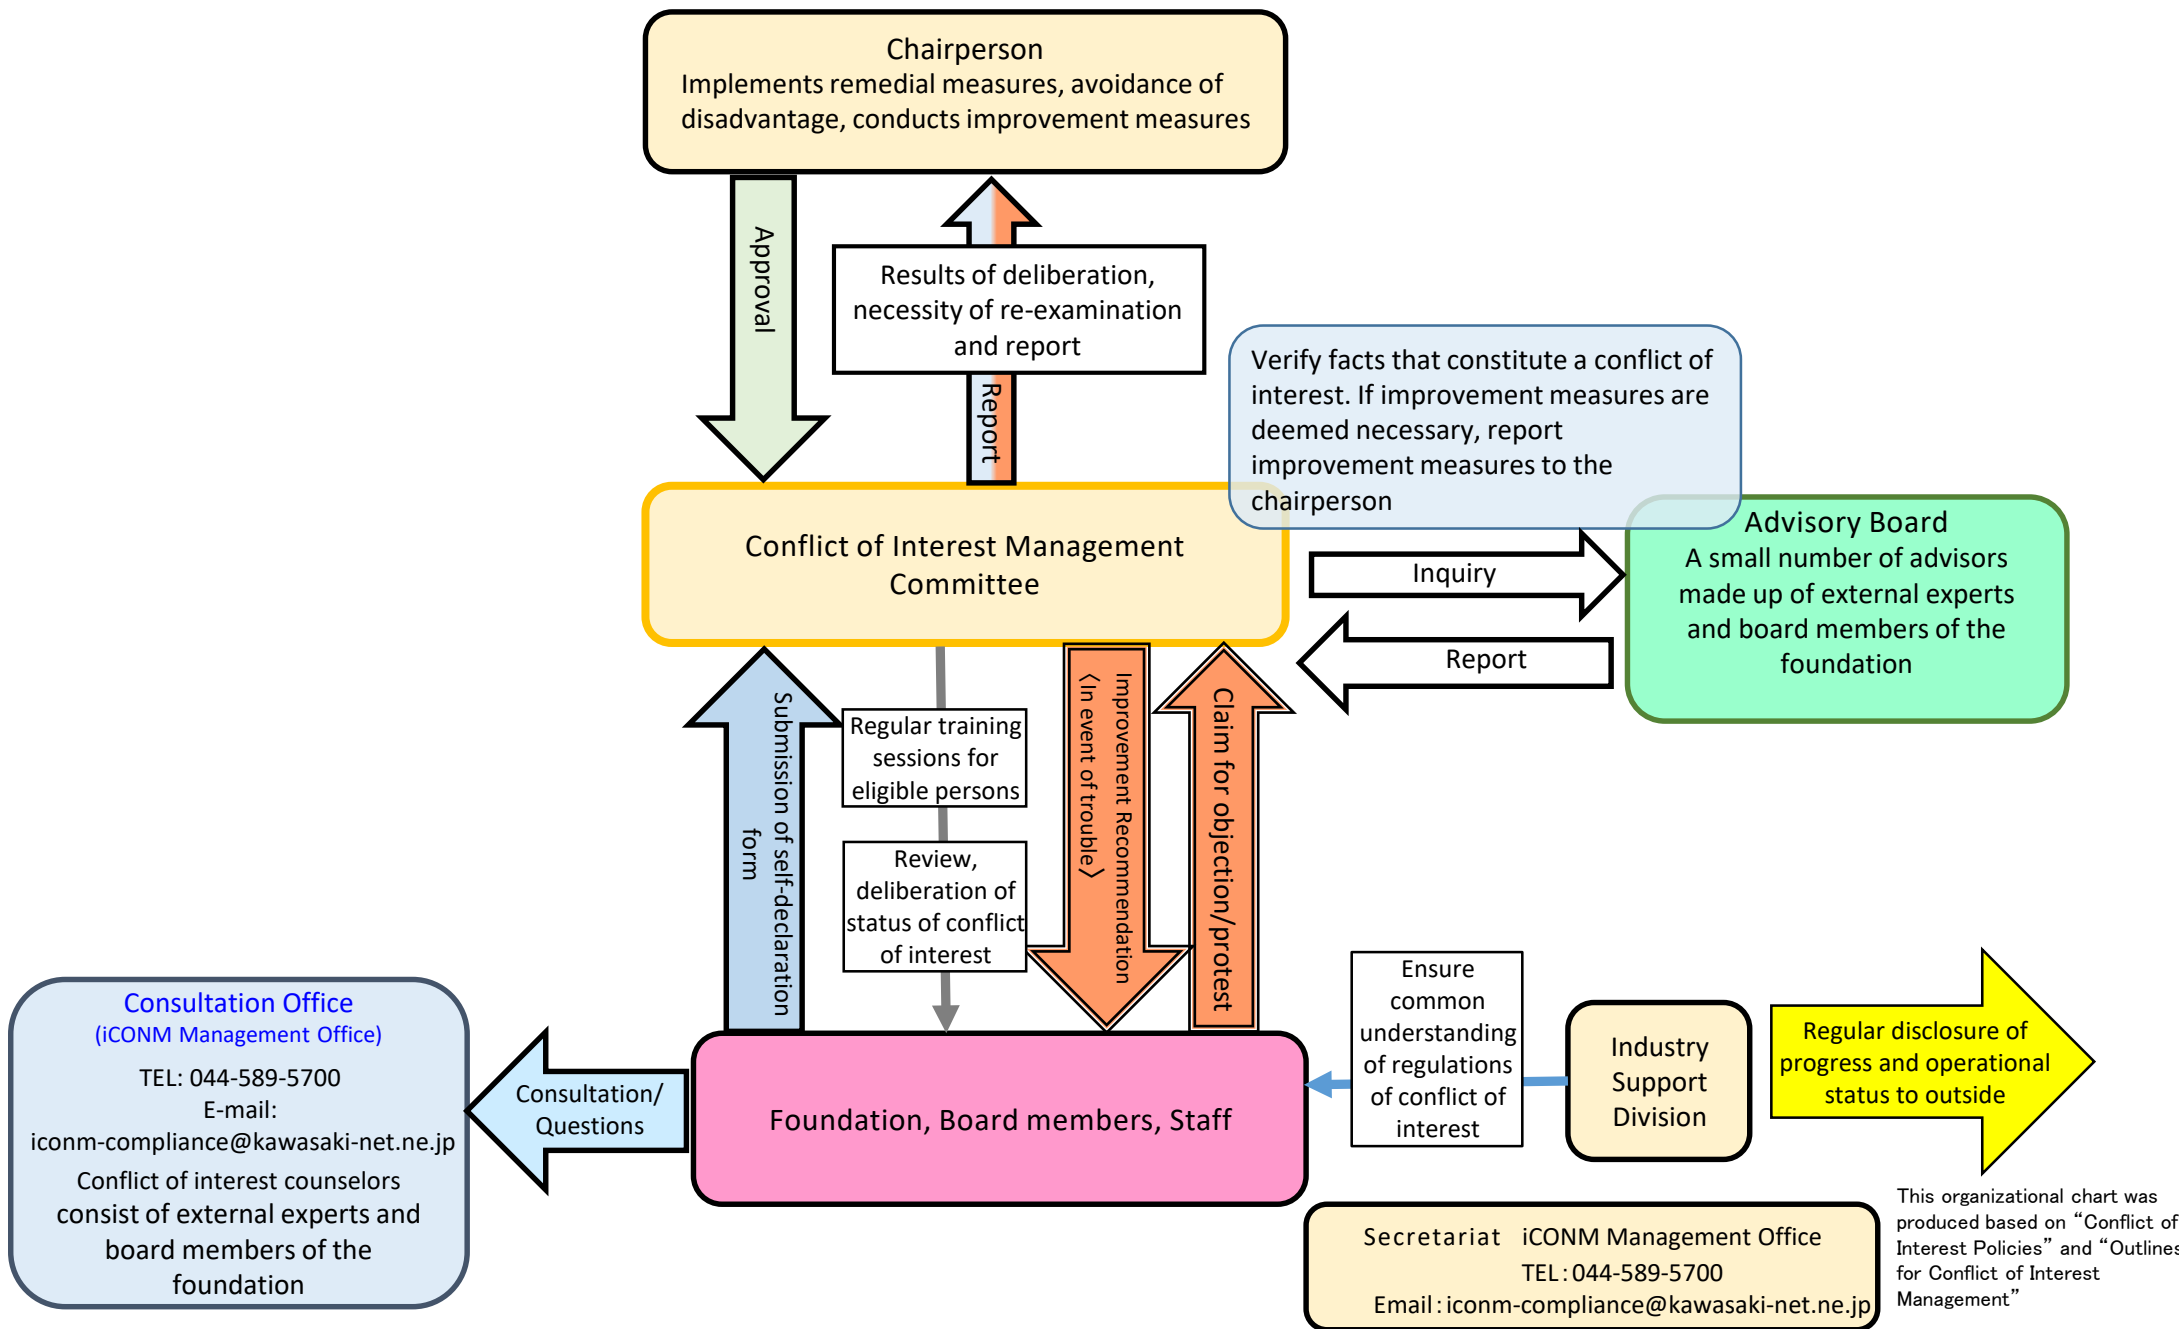 Chairperson
Implements remedial measures, avoidance of
disadvantage, conducts improvement measures
Approval
Results of deliberation,
necessity of re-examination
and report
Report
Verify facts that constitute a conflict of
interest. If improvement measures are
deemed necessary, report
improvement measures to the
chairperson
Conflict of Interest Management
Committee
Inquiry
Report
Advisory Board
A small number of advisors
made up of external experts
and board members of the
foundation
Submission of self-declaration
form
Regular training
sessions for
eligible persons
Review,
deliberation of
status of conflict
of interest
Improvement Recommendation
〈In event of trouble〉
Claim for objection/protest
Consultation Office
(iCONM Management Office)
TEL: 044-589-5700
E-mail:
iconm-compliance@kawasaki-net.ne.jp
Conflict of interest counselors
consist of external experts and
board members of the
foundation
Consultation/
Questions
Foundation, Board members, Staff
Ensure
common
understanding
of regulations
of conflict of
interest
Industry
Support
Division
Regular disclosure of
progress and operational
status to outside
Secretariat iCONM Management Office
TEL:044-589-5700
Email:iconm-compliance@kawasaki-net.ne.jp
This organizational chart was
produced based on “Conflict of
Interest Policies” and “Outlines
for Conflict of Interest
Management”